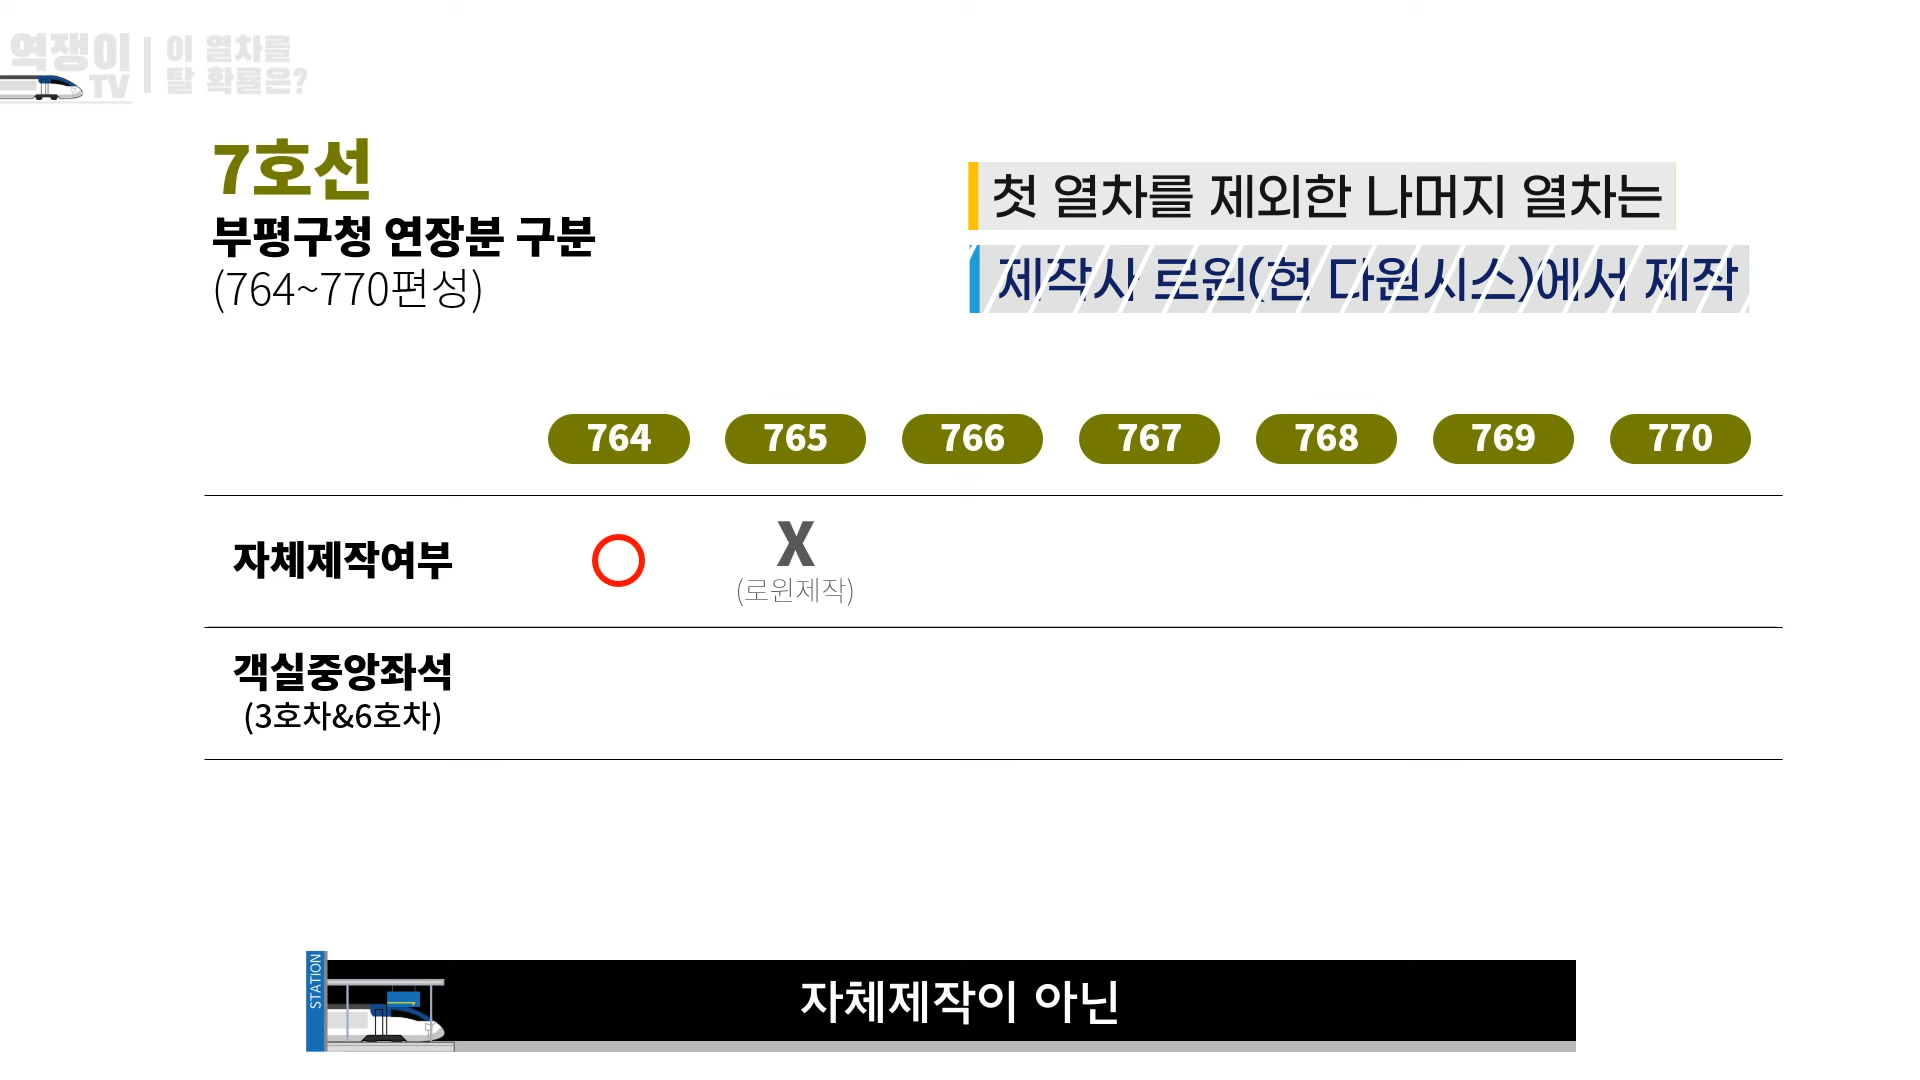 역쟁이
TV
이 열차를
탈 확률은?
7호선
부평구청 연장분 구분
(764~770편성)
첫 열차를 제외한 나머지 열차는
제작사 로윈(현 다원시스)에서 제작
764 765 766 767 768 769 770
자체제작여부
X
(로윈제작)
객실중앙좌석
(3호차&6호차)
STATION
자체제작이 아닌